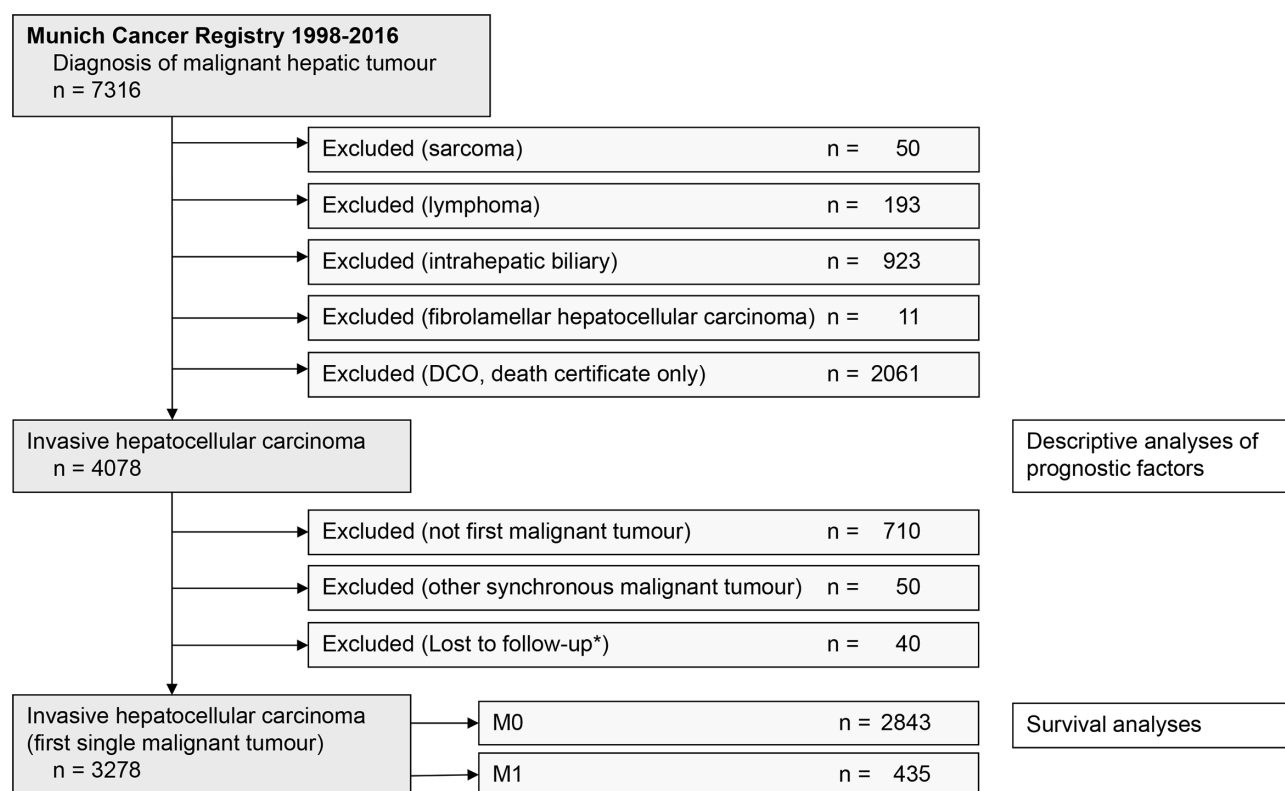 Munich Cancer Registry 1998-2016
Diagnosis of malignant hepatic tumour
n = 7316
Excluded (sarcoma) n = 50
Excluded (lymphoma) n = 193
Excluded (intrahepatic biliary) n = 923
Excluded (fibrolamellar hepatocellular carcinoma) n = 11
Excluded (DCO, death certificate only) n = 2061
Invasive hepatocellular carcinoma
n = 4078
Descriptive analyses of
prognostic factors
Excluded (not first malignant tumour) n = 710
Excluded (other synchronous malignant tumour) n = 50
Excluded (Lost to follow-up*) n = 40
Invasive hepatocellular carcinoma
(first single malignant tumour)
n = 3278
M0 n = 2843
M1 n = 435
Survival analyses